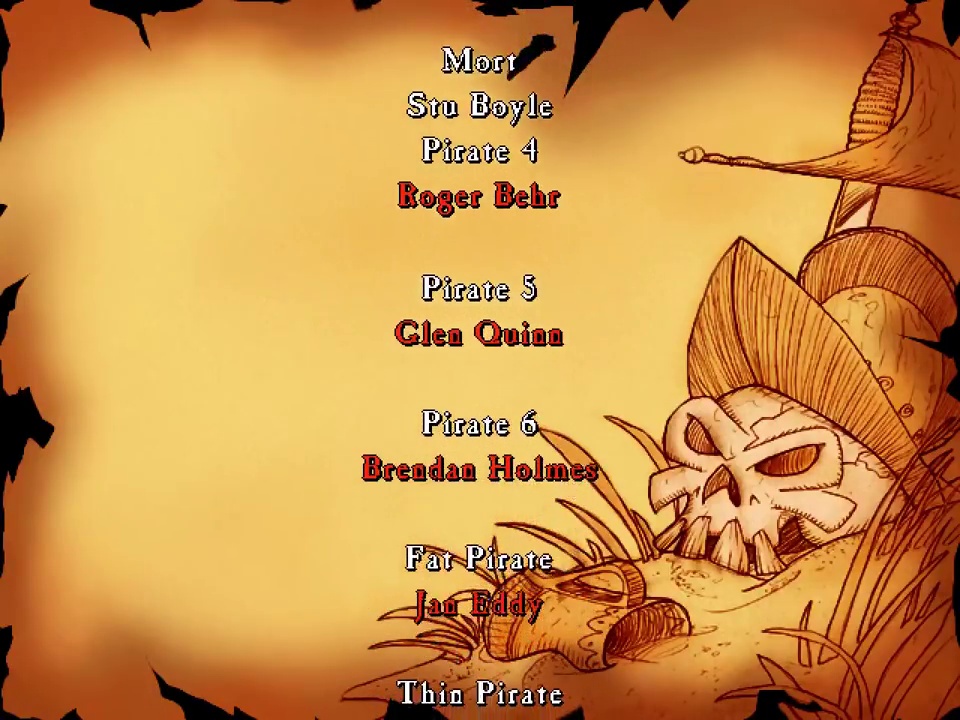 Mort
Stu Boyle
Pirate 4
Roger Behr
Pirate 5
Glen Quinn
Pirate 6
Brendan Holmes
Fat Pirate
Jan Eddy
Thin Pirate